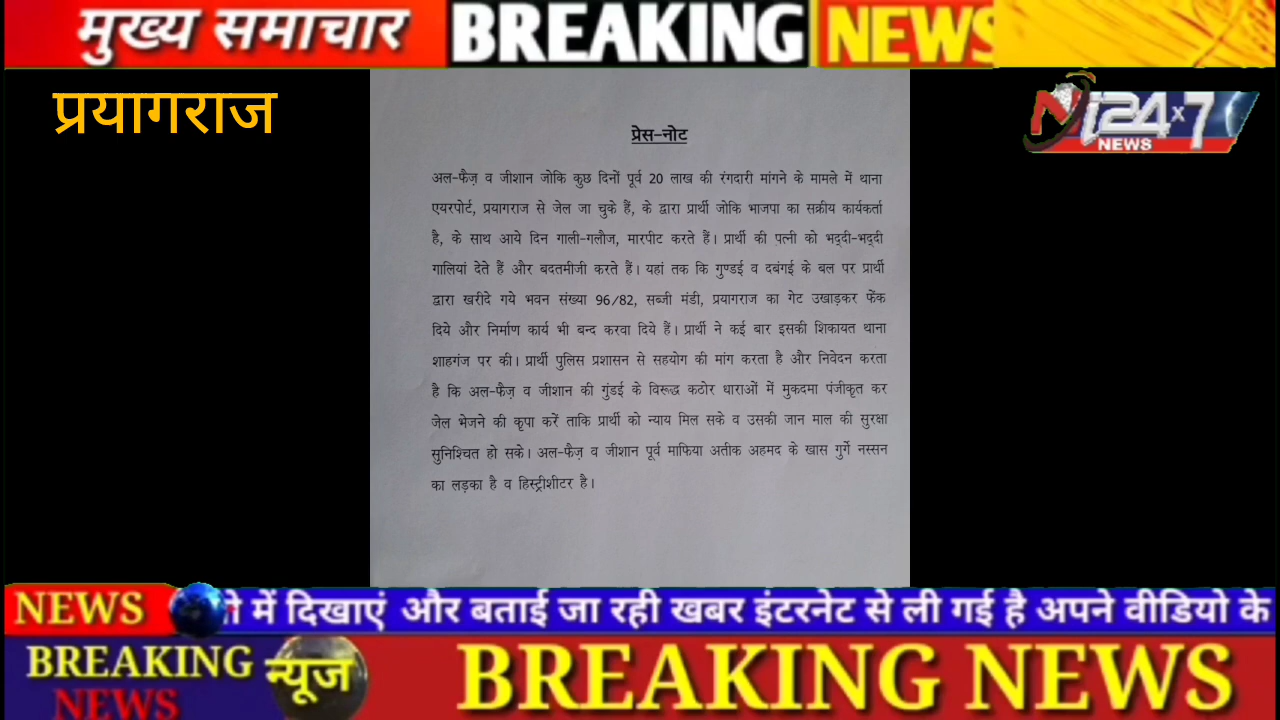 मुख्य समाचार BREAKING NEWS
प्रयागराज
Ni24x7
NEWS
प्रेस-नोट
अल-फैज़ व जीशान जोकि कुछ दिनों पूर्व 20 लाख की रंगदारी मांगने के मामले में थाना
एयरपोर्ट, प्रयागराज से जेल जा चुके हैं, के द्वारा प्रार्थी जोकि भाजपा का सक्रीय कार्यकर्ता
है, के साथ आये दिन गाली-गलौज, मारपीट करते हैं। प्रार्थी की पत्नी को भद्दी-भद्दी
गालियां देते हैं और बदतमीजी करते हैं। यहां तक कि गुण्डई व दबंगई के बल पर प्रार्थी
द्वारा खरीदे गये भवन संख्या 96/82, सब्जी मंडी, प्रयागराज का गेट उखाड़कर फेंक
दिये और निर्माण कार्य भी बन्द करवा दिये हैं। प्रार्थी ने कई बार इसकी शिकायत थाना
शाहगंज पर की। प्रार्थी पुलिस प्रशासन से सहयोग की मांग करता है और निवेदन करता
है कि अल-फैज़ व जीशान की गुंडई के विरूद्ध कठोर धाराओं में मुकदमा पंजीकृत कर
जेल भेजने की कृपा करें ताकि प्रार्थी को न्याय मिल सके व उसकी जान माल की सुरक्षा
सुनिश्चित हो सके। अल-फैज़ व जीशान पूर्व माफिया अतीक अहमद के खास गुर्गे नस्सन
का लड़का है व हिस्ट्रीशीटर है।
NEWS में दिखाएं और बताई जा रही खबर इंटरनेट से ली गई है अपने वीडियो के
BREAKING NEWS न्यूज BREAKING NEWS